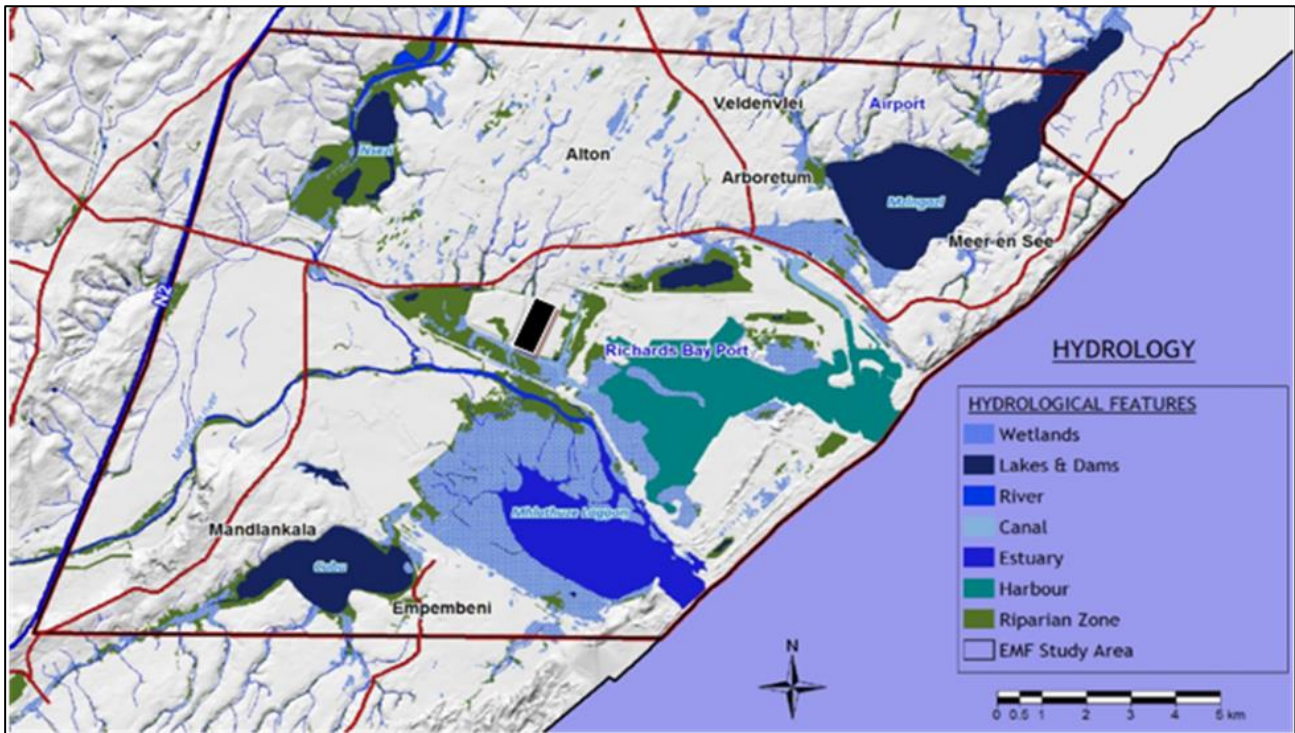 Veldenvlei
Airport
Nsezi
Alton
Arboretum
Mzingazi
Meer en See
N2
Richards Bay Port
HYDROLOGY
HYDROLOGICAL FEATURES
Wetlands
Lakes & Dams
River
Canal
Estuary
Harbour
Riparian Zone
EMF Study Area
Mhlathuze Lagoon
Mandlankala
Cubu
Empembeni
N
0 0.5 1 2 3 4 5 km